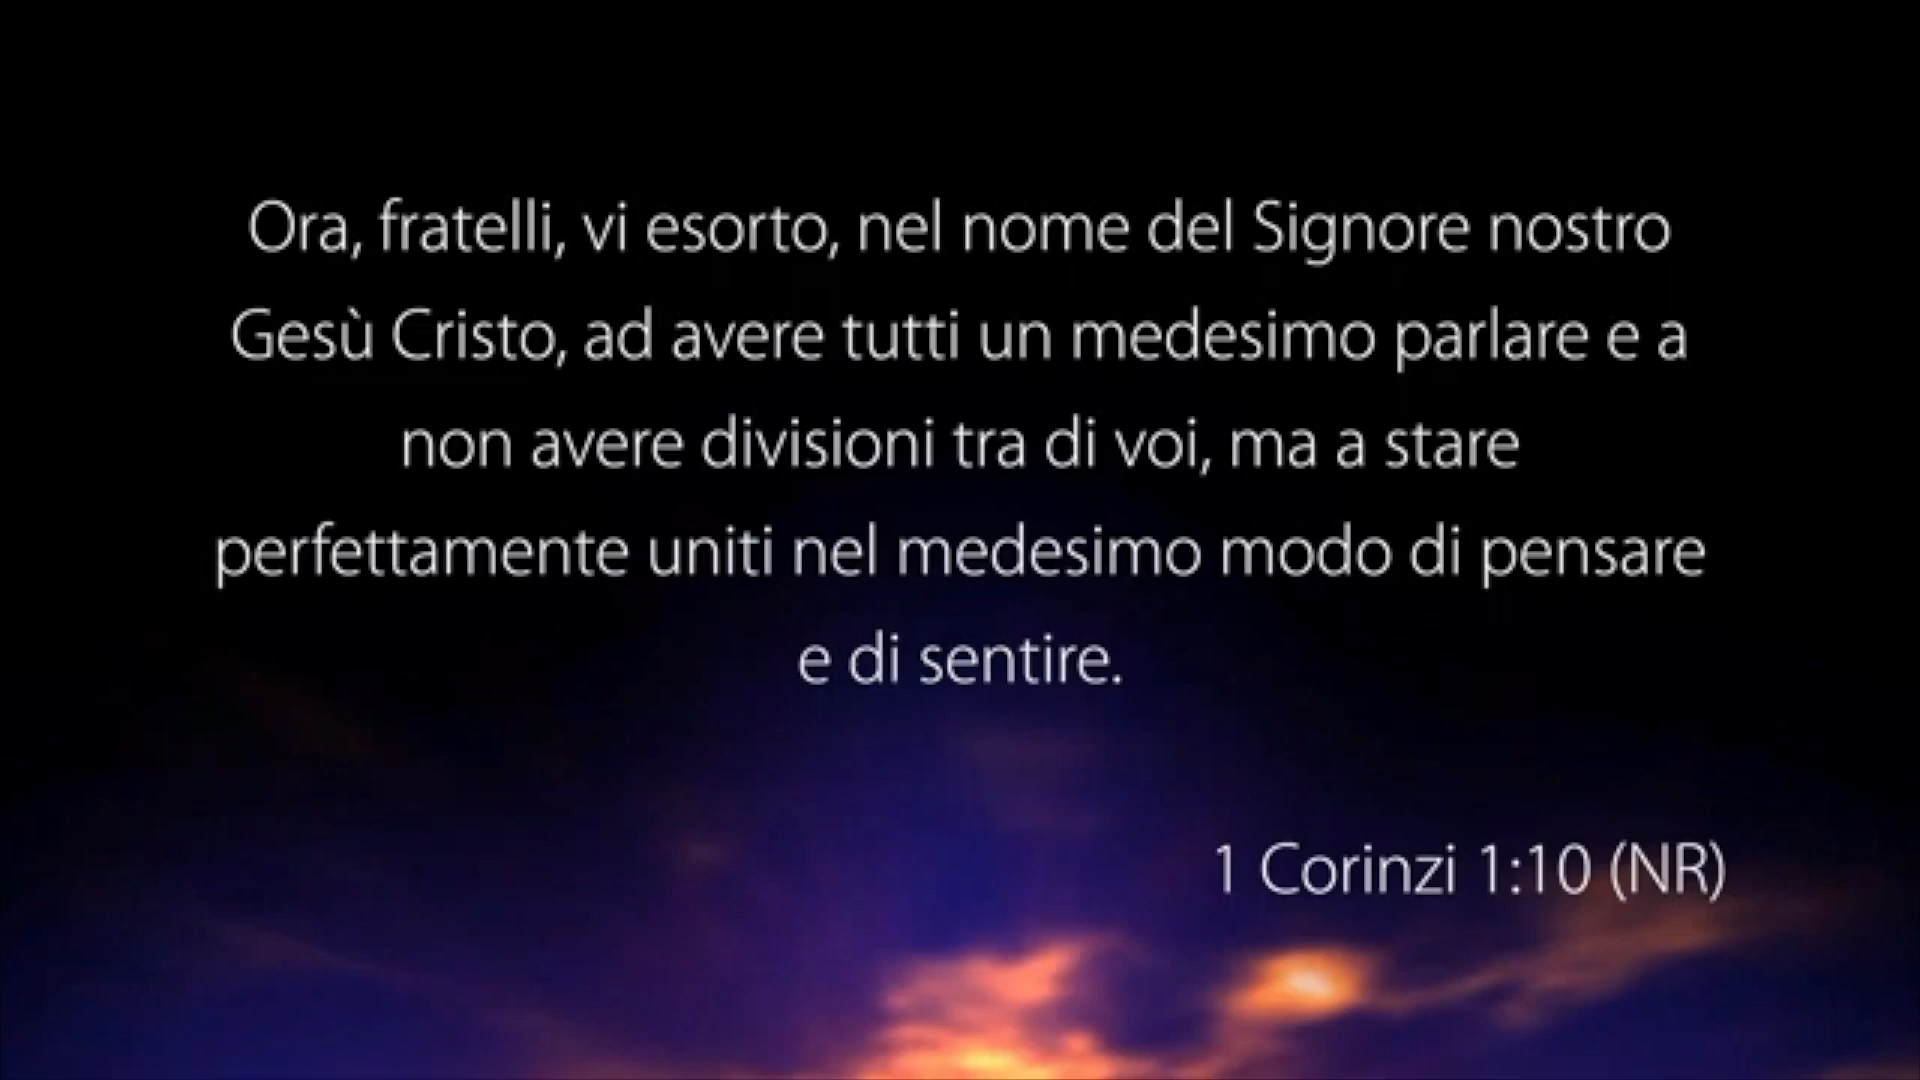 Ora, fratelli, vi esorto, nel nome del Signore nostro
Gesù Cristo, ad avere tutti un medesimo parlare e a
non avere divisioni tra di voi, ma a stare
perfettamente uniti nel medesimo modo di pensare
e di sentire.
1 Corinzi 1:10 (NR)